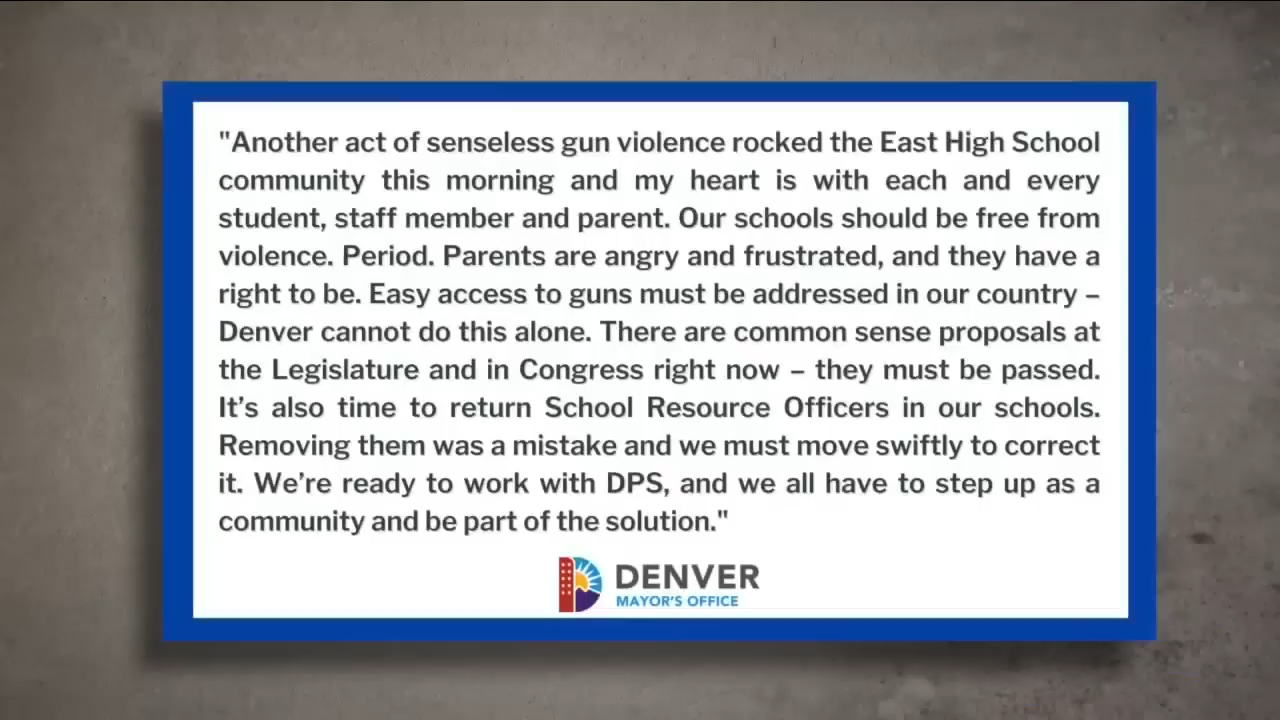 "Another act of senseless gun violence rocked the East High School
community this morning and my heart is with each and every
student, staff member and parent. Our schools should be free from
violence. Period. Parents are angry and frustrated, and they have a
right to be. Easy access to guns must be addressed in our country –
Denver cannot do this alone. There are common sense proposals at
the Legislature and in Congress right now – they must be passed.
It’s also time to return School Resource Officers in our schools.
Removing them was a mistake and we must move swiftly to correct
it. We’re ready to work with DPS, and we all have to step up as a
community and be part of the solution."
DENVER
MAYOR’S OFFICE